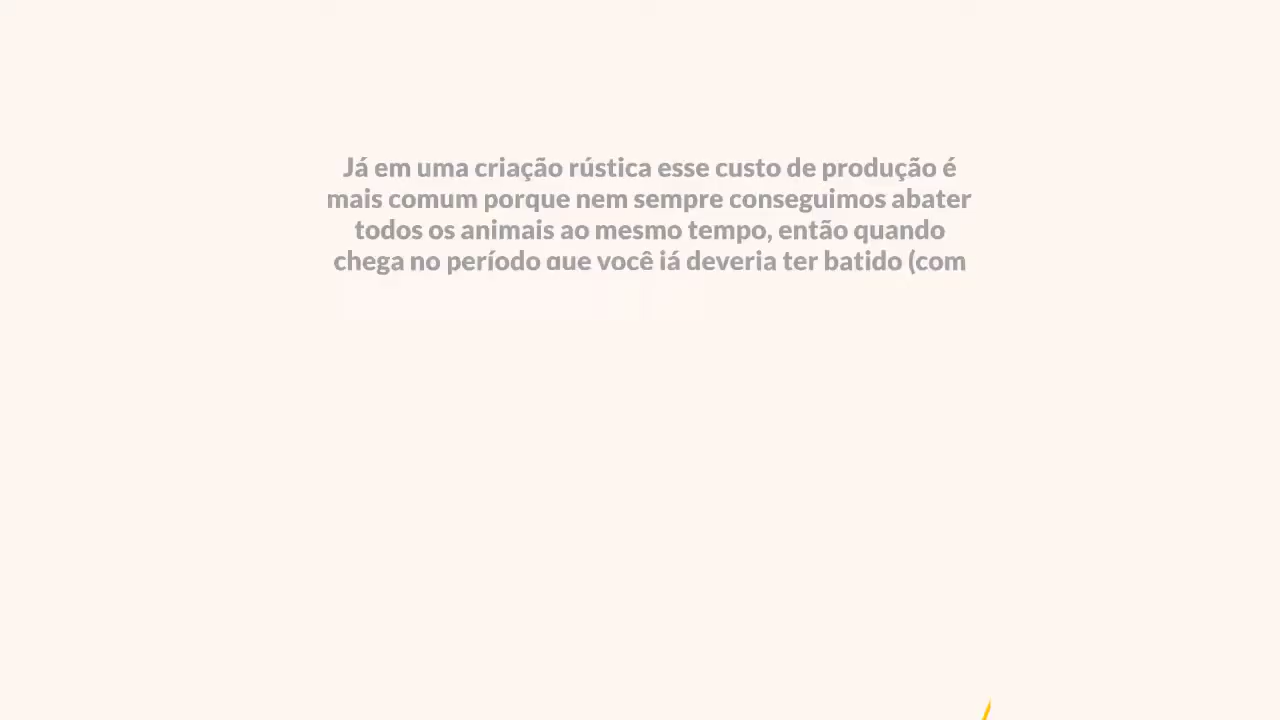 Já em uma criação rústica esse custo de produção é
mais comum porque nem sempre conseguimos abater
todos os animais ao mesmo tempo, então quando
chega no período que você já deveria ter batido (com